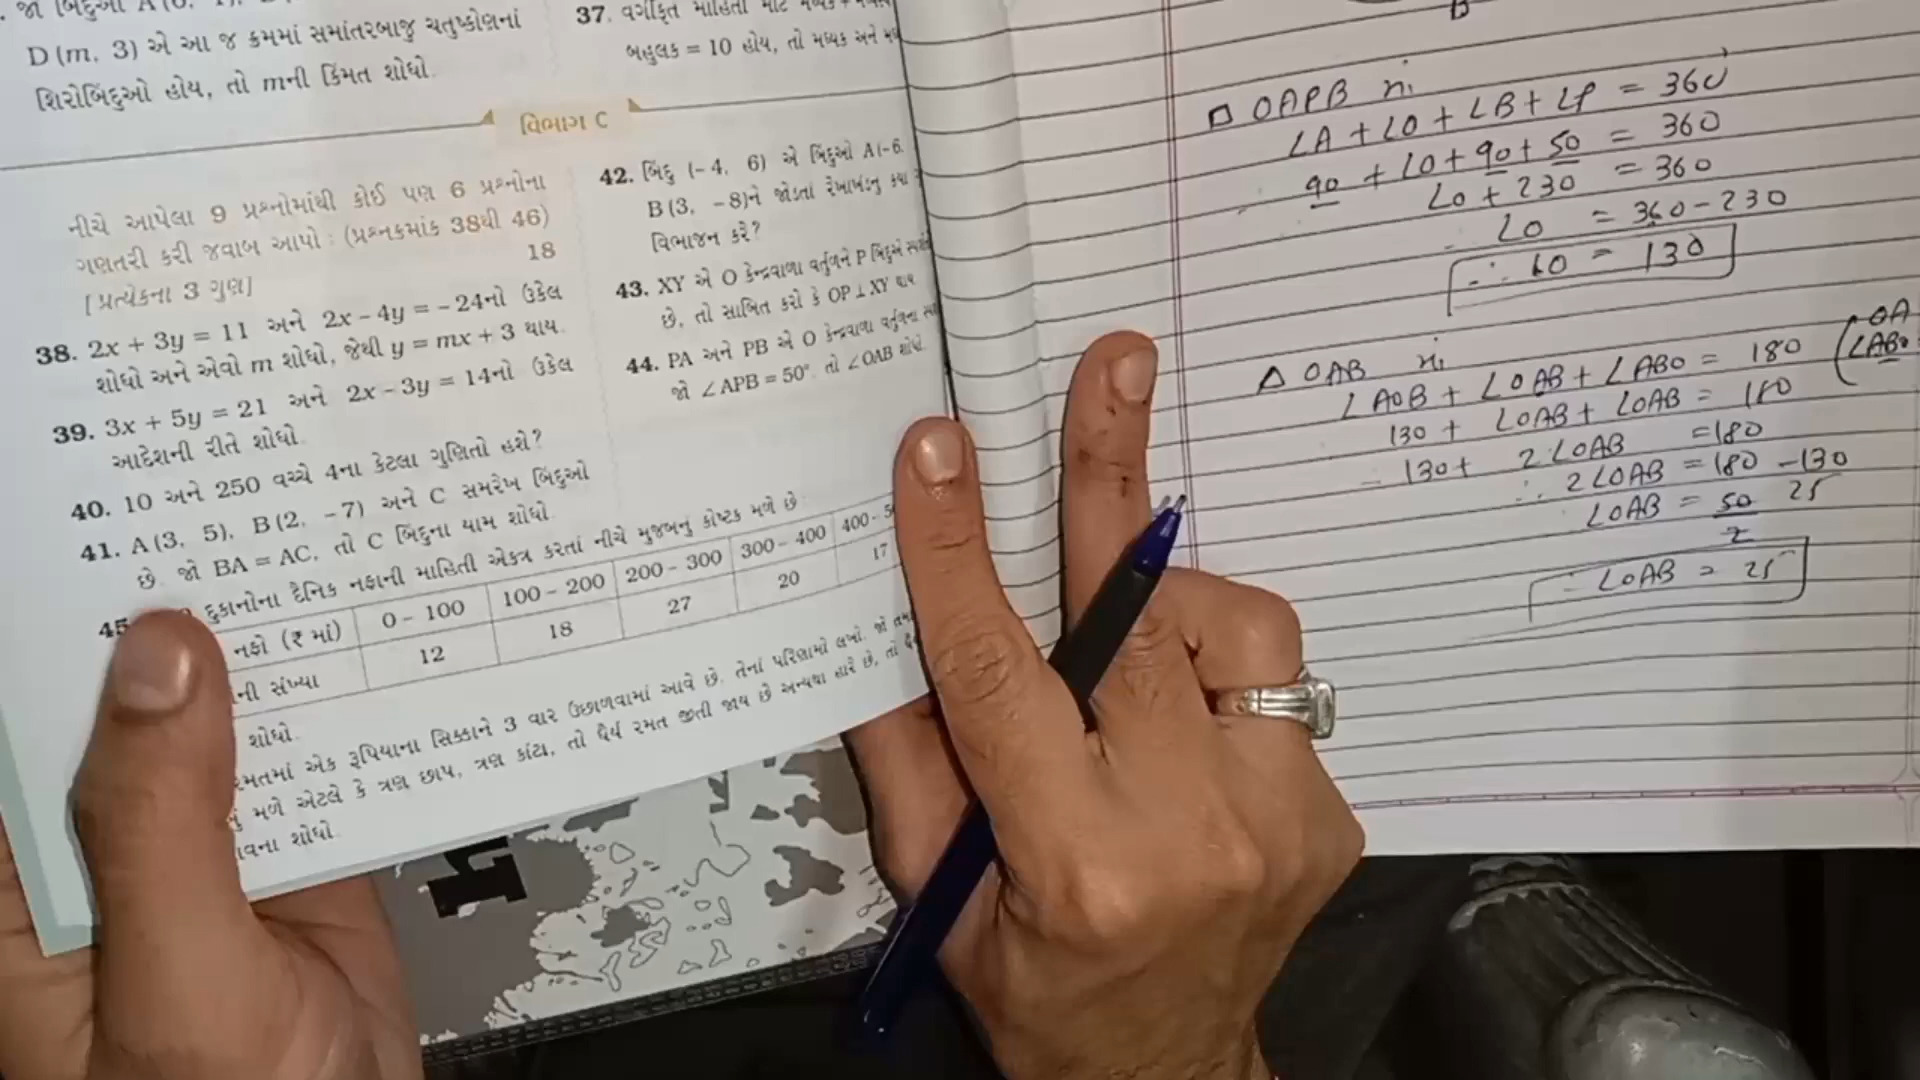 D (m, 3) એ આ જ ક્રમમાં સમાંતરબાજુ ચતુષ્કોણનાં
શિરોબિંદુઓ હોય, તો mની કિંમત શોધો.
37. વર્ગીકૃત માહિતી માટે
બહુલક = 10 હોય, તો મધ્યક અને
વિભાગ C
નીચે આપેલા 9 પ્રશ્નોમાંથી કોઈ પણ 6 પ્રશ્નોના
ગણતરી કરી જવાબ આપો : (પ્રશ્નક્રમાંક 38થી 46)
[પ્રત્યેકના 3 ગુણ] 18
38. 2x + 3y = 11 અને 2x - 4y = - 24નો ઉકેલ
શોધો અને એવો m શોધો, જેથી y = mx + 3 થાય.
39. 3x + 5y = 21 અને 2x - 3y = 14નો ઉકેલ
આદેશની રીતે શોધો.
40. 10 અને 250 વચ્ચે 4ના કેટલા ગુણિતો હશે?
41. A (3, 5), B (2, -7) અને C સમરેખ બિંદુઓ
છે. જો BA = AC, તો C બિંદુના યામ શોધો.
42. બિંદુ (- 4, 6) એ બિંદુઓ A (-6,
B (3, - 8)ને જોડતા રેખાખંડનું કયા
વિભાજન કરે?
43. XY એ O કેન્દ્રવાળા વર્તુળને P બિંદુએ
છે, તો સાબિત કરો કે OP ⊥ XY થાય.
44. PA અને PB એ O કેન્દ્રવાળા વર્તુળના
જો ∠APB = 50°, તો ∠OAB શોધો.
45 દુકાનોના દૈનિક નફાની માહિતી એકત્ર કરતાં નીચે મુજબનું કોષ્ટક મળે છે :
નફો (₹ માં) 0 - 100 100 - 200 200 - 300 300 - 400 400 -
ની સંખ્યા 12 18 27 20 17
શોધો.
એક રૂપિયાના સિક્કાને 3 વાર ઉછાળવામાં આવે છે. તેનાં પરિણામો લખો. જો
મળે એટલે કે ત્રણ છાપ, ત્રણ કાંટા, તો ધૈર્ય રમત જીતી જાય છે અન્યથા હારે છે, તો
શોધો.
B
□ OAPB માં
∠A + ∠O + ∠B + ∠P = 360
90 + ∠O + 90 + 50 = 360
∠O + 230 = 360
∠O = 360 - 230
∴ ∠O = 130
△ OAB માં
∠AOB + ∠OAB + ∠ABO = 180
130 + ∠OAB + ∠OAB = 180
130 + 2∠OAB = 180
∴ 2∠OAB = 180 - 130
∠OAB = 50 25
2
∴ ∠OAB = 25